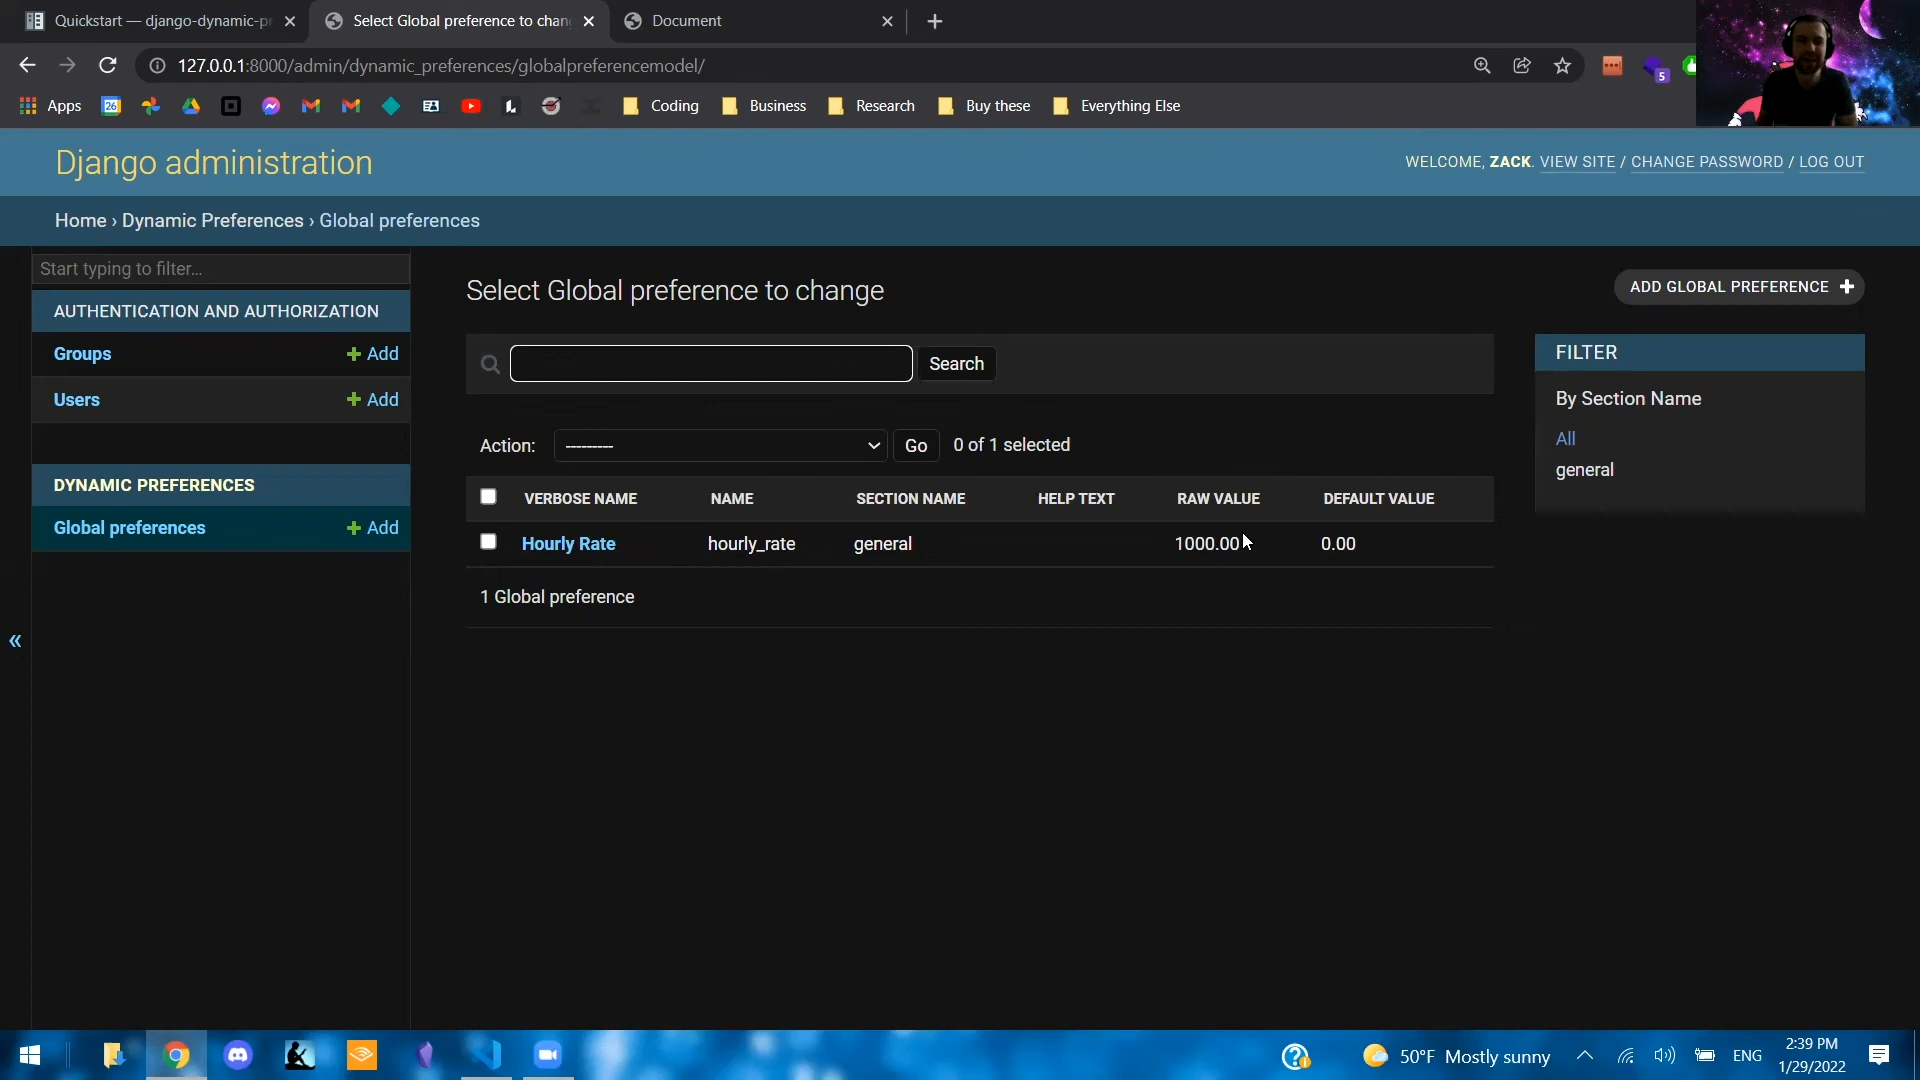 Quickstart — django-dynamic-pr
Select Global preference to chan
Document
127.0.0.1:8000/admin/dynamic_preferences/globalpreferencemodel/
5
Apps
26
Coding
Business
Research
Buy these
Everything Else
Django administration
WELCOME, ZACK. VIEW SITE / CHANGE PASSWORD / LOG OUT
Home › Dynamic Preferences › Global preferences
Start typing to filter...
AUTHENTICATION AND AUTHORIZATION
Groups + Add
Users + Add
DYNAMIC PREFERENCES
Global preferences + Add
«
Select Global preference to change
ADD GLOBAL PREFERENCE +
Search
Action: --------- Go 0 of 1 selected
VERBOSE NAME NAME SECTION NAME HELP TEXT RAW VALUE DEFAULT VALUE
Hourly Rate hourly_rate general 1000.00 0.00
1 Global preference
FILTER
By Section Name
All
general
50°F Mostly sunny
ENG
2:39 PM
1/29/2022